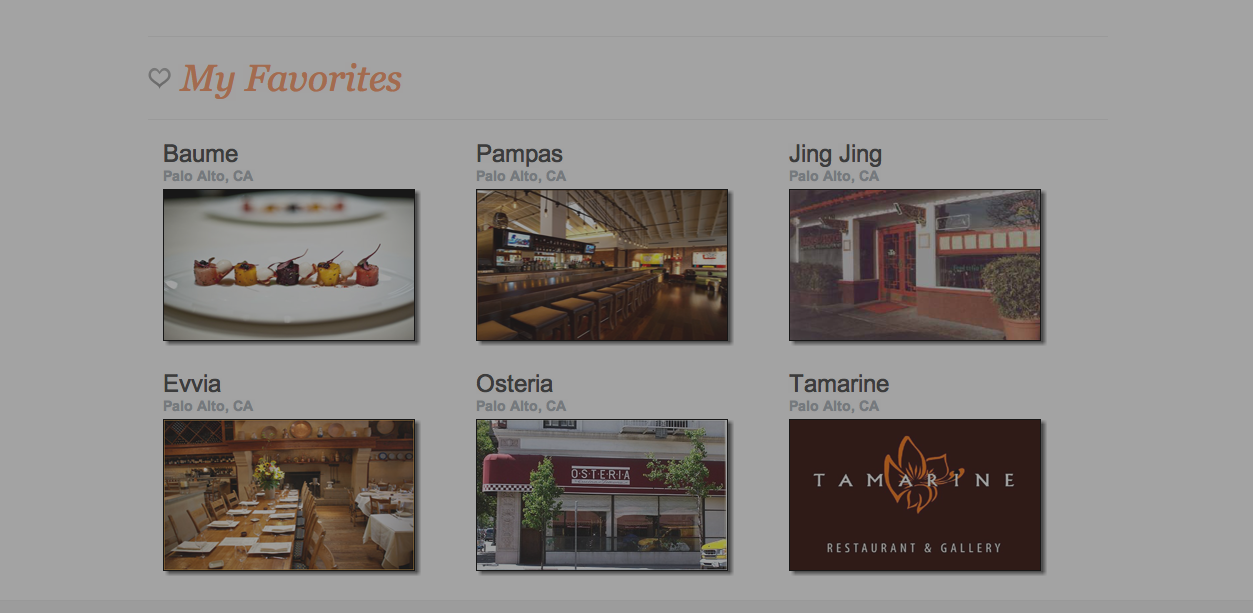 My Favorites
Baume
Palo Alto, CA
Pampas
Palo Alto, CA
Jing Jing
Palo Alto, CA
Evvia
Palo Alto, CA
Osteria
Palo Alto, CA
OSTERIA
Tamarine
Palo Alto, CA
TAMARINE
RESTAURANT & GALLERY